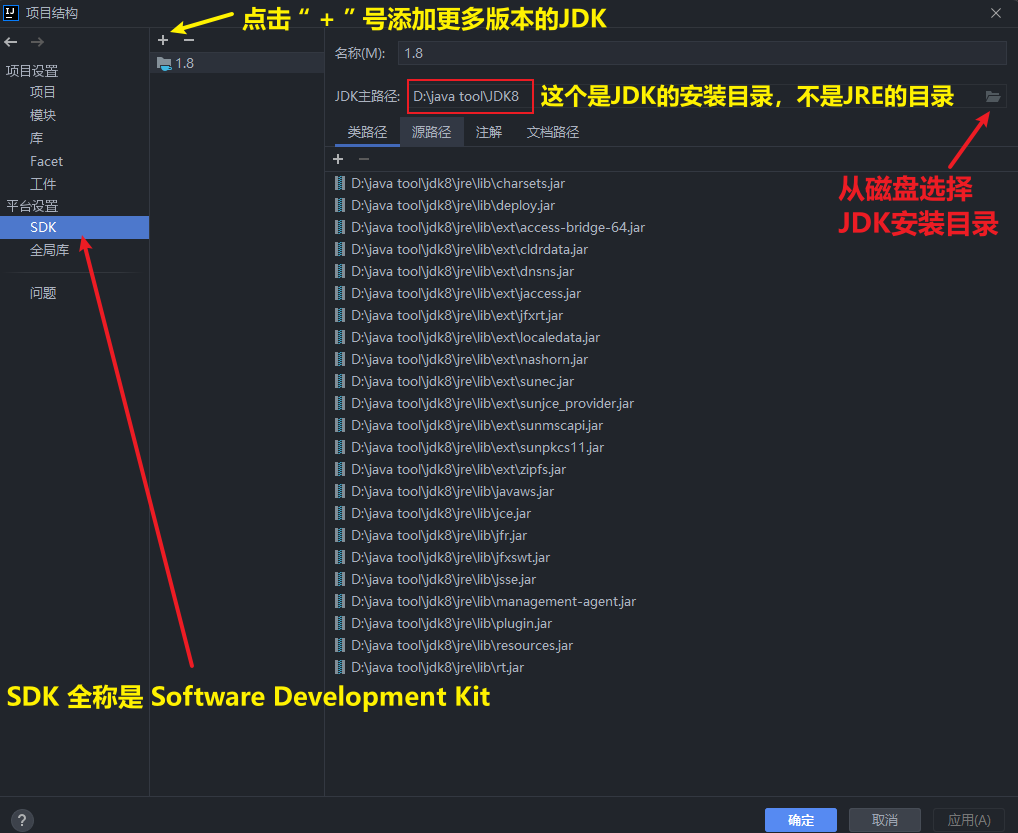 IJ 项目结构
点击“ + ”号添加更多版本的JDK
项目设置
项目
模块
库
Facet
工件
平台设置
SDK
全局库
问题
1.8
名称(M): 1.8
JDK主路径: D:\java tool\JDK8 这个是JDK的安装目录，不是JRE的目录
类路径 源路径 注解 文档路径
从磁盘选择
JDK安装目录
D:\java tool\jdk8\jre\lib\charsets.jar
D:\java tool\jdk8\jre\lib\deploy.jar
D:\java tool\jdk8\jre\lib\ext\access-bridge-64.jar
D:\java tool\jdk8\jre\lib\ext\cldrdata.jar
D:\java tool\jdk8\jre\lib\ext\dnsns.jar
D:\java tool\jdk8\jre\lib\ext\jaccess.jar
D:\java tool\jdk8\jre\lib\ext\jfxrt.jar
D:\java tool\jdk8\jre\lib\ext\localedata.jar
D:\java tool\jdk8\jre\lib\ext\nashorn.jar
D:\java tool\jdk8\jre\lib\ext\sunec.jar
D:\java tool\jdk8\jre\lib\ext\sunjce_provider.jar
D:\java tool\jdk8\jre\lib\ext\sunmscapi.jar
D:\java tool\jdk8\jre\lib\ext\sunpkcs11.jar
D:\java tool\jdk8\jre\lib\ext\zipfs.jar
D:\java tool\jdk8\jre\lib\javaws.jar
D:\java tool\jdk8\jre\lib\jce.jar
D:\java tool\jdk8\jre\lib\jfr.jar
D:\java tool\jdk8\jre\lib\jfxswt.jar
D:\java tool\jdk8\jre\lib\jsse.jar
D:\java tool\jdk8\jre\lib\management-agent.jar
D:\java tool\jdk8\jre\lib\plugin.jar
D:\java tool\jdk8\jre\lib\resources.jar
D:\java tool\jdk8\jre\lib\rt.jar
SDK 全称是 Software Development Kit
? 确定 取消 应用(A)